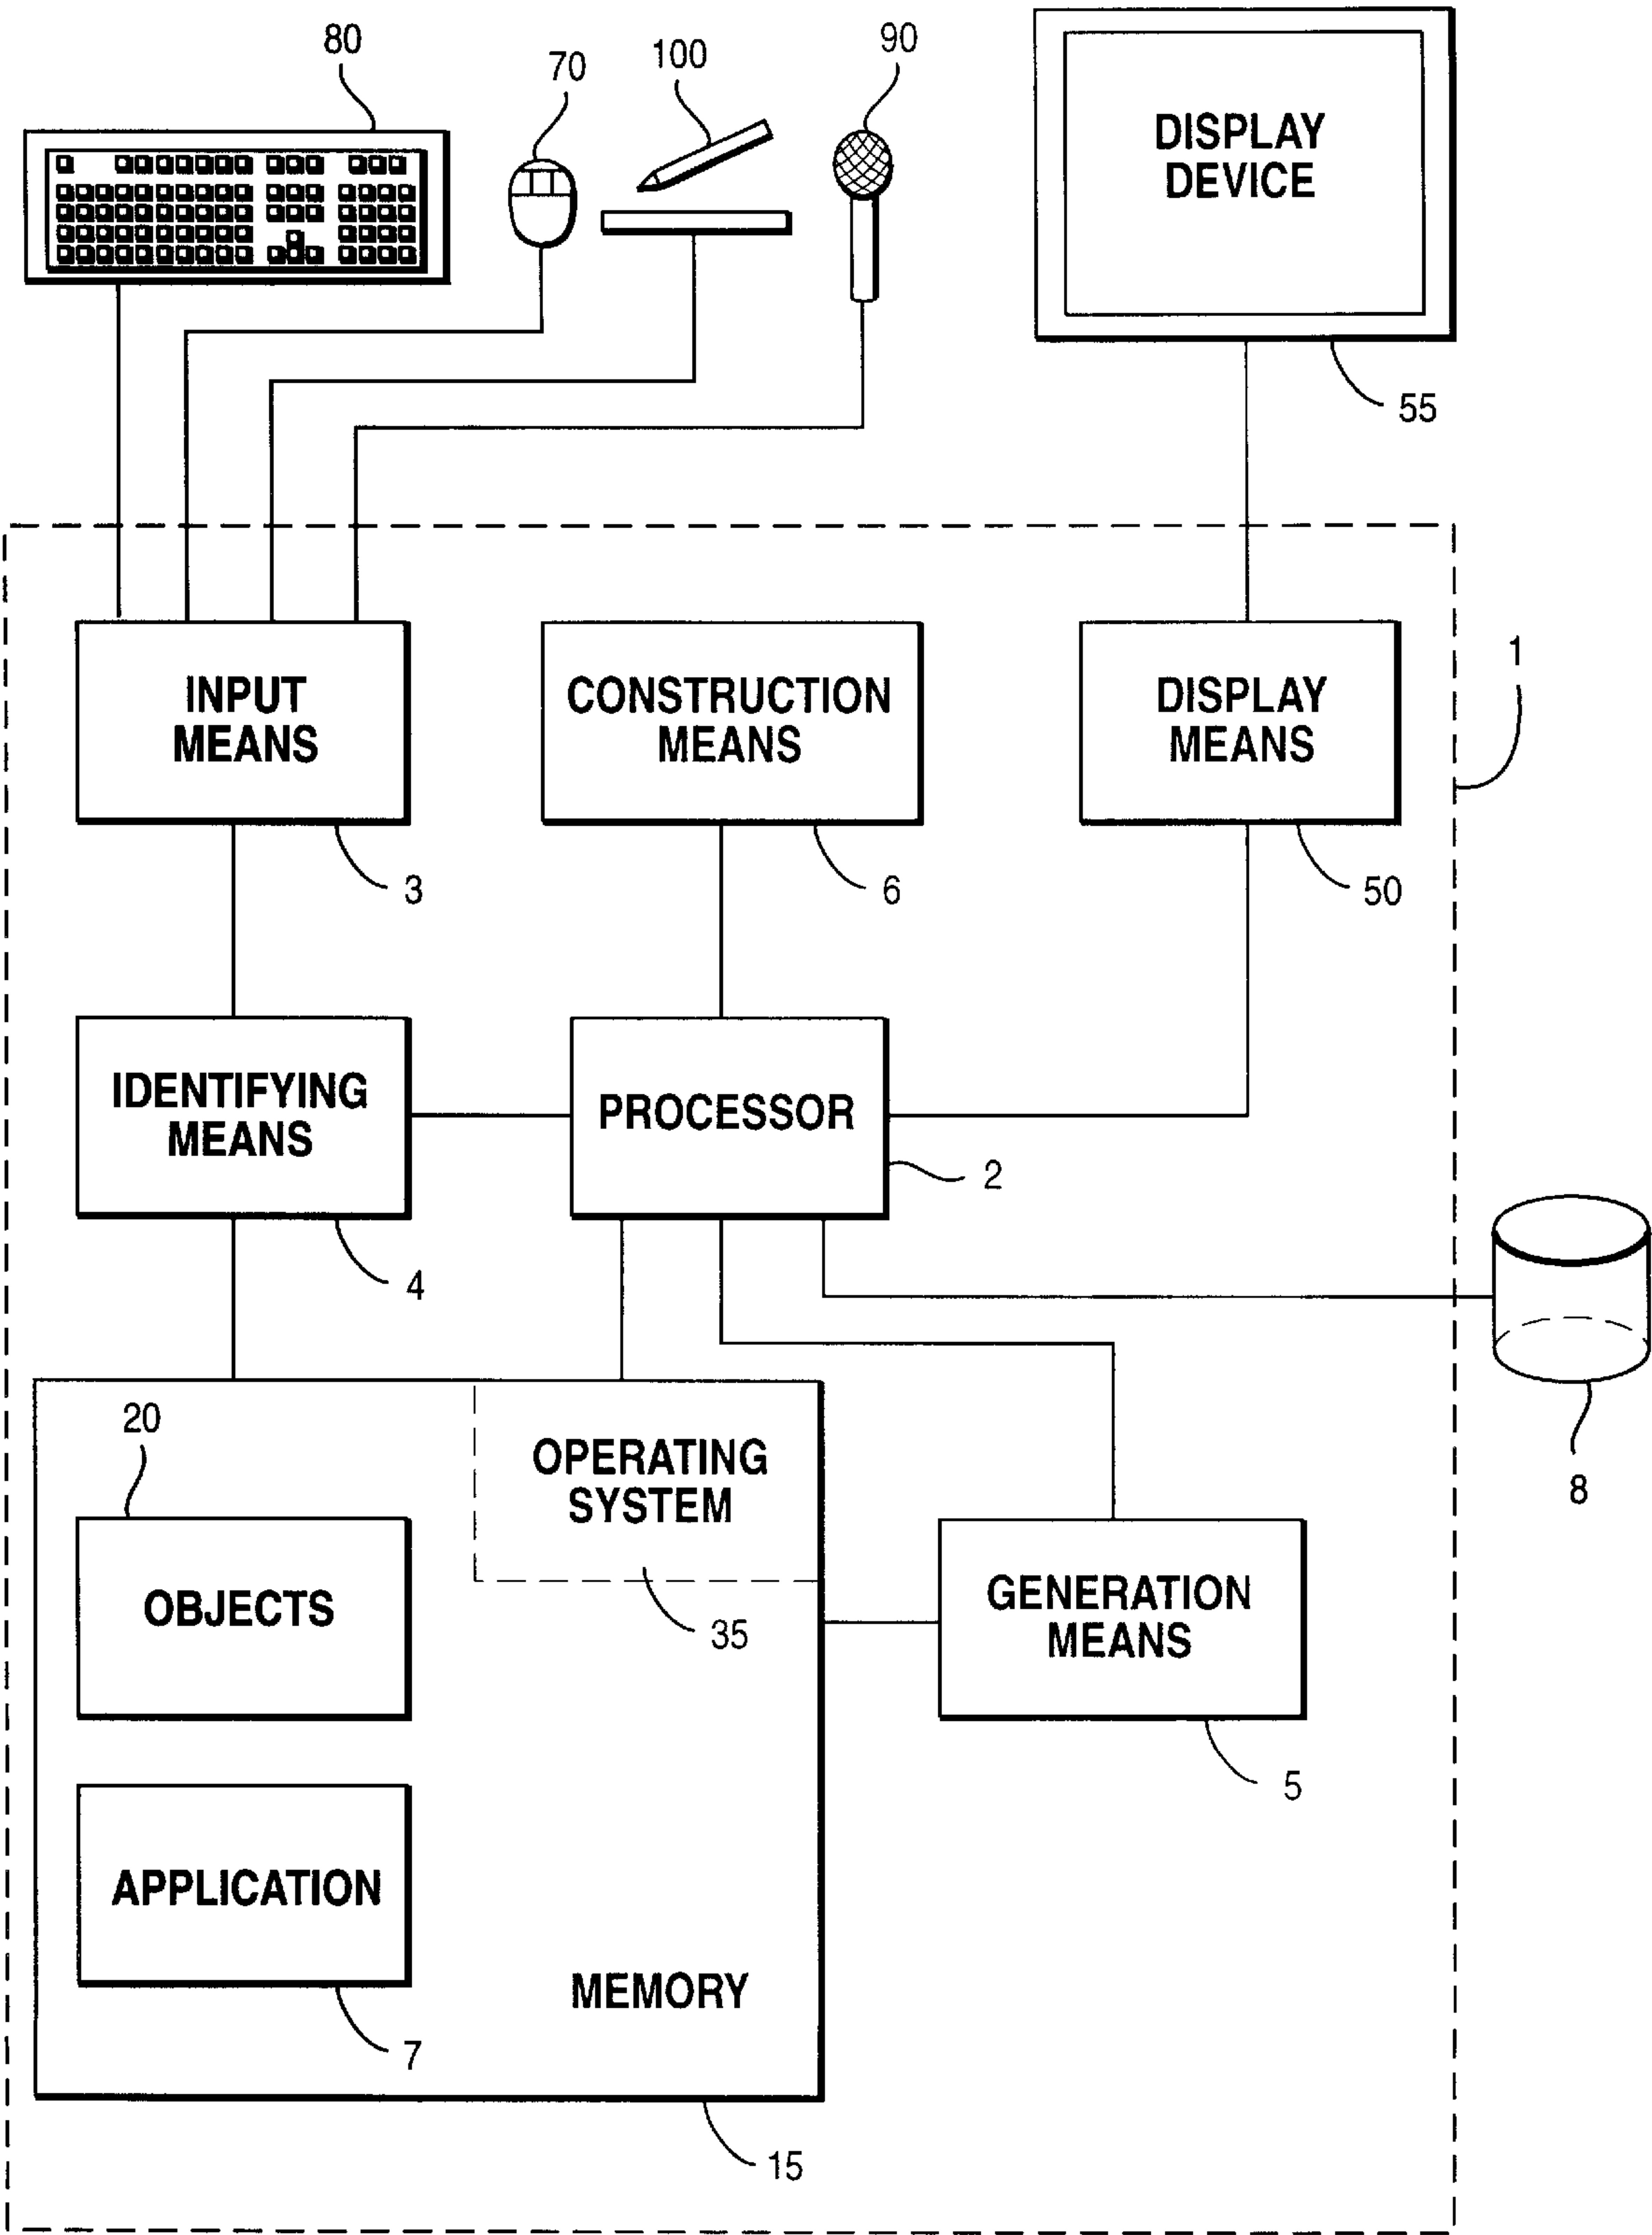 80
70
100
90
DISPLAY
DEVICE
55
1
INPUT
MEANS
CONSTRUCTION
MEANS
DISPLAY
MEANS
3
6
50
IDENTIFYING
MEANS
PROCESSOR
2
4
20
OPERATING
SYSTEM
8
OBJECTS
35
GENERATION
MEANS
5
APPLICATION
MEMORY
7
15